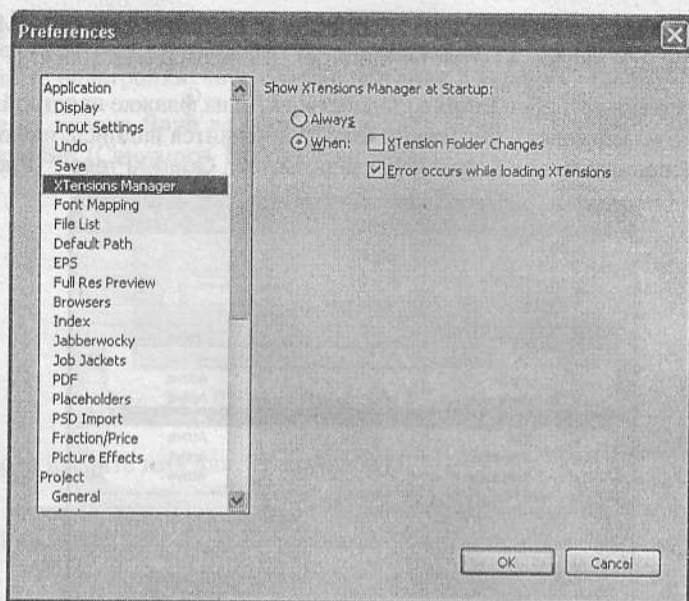 Preferences
Application
Display
Input Settings
Undo
Save
XTensions Manager
Font Mapping
File List
Default Path
EPS
Full Res Preview
Browsers
Index
Jabberwocky
Job Jackets
PDF
Placeholders
PSD Import
Fraction/Price
Picture Effects
Project
General
Show XTensions Manager at Startup:
Always
When:
XTension Folder Changes
Error occurs while loading XTensions
OK
Cancel